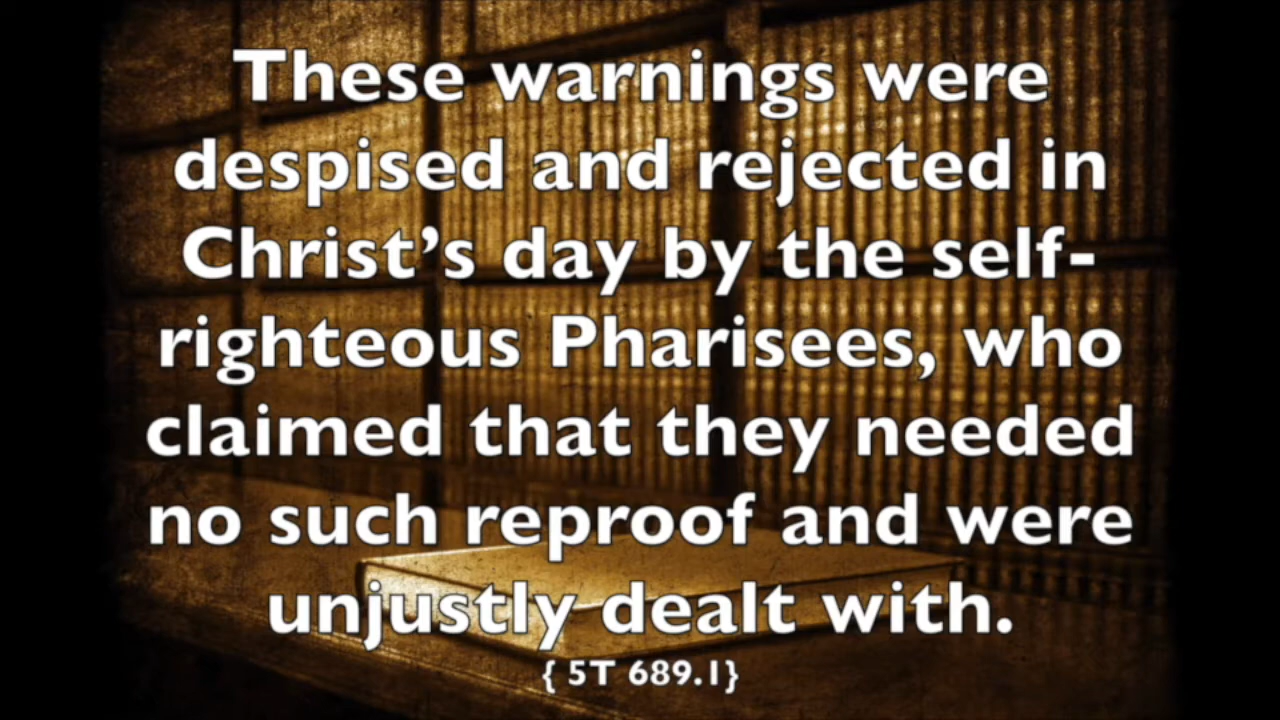 These warnings were
despised and rejected in
Christ’s day by the self-
righteous Pharisees, who
claimed that they needed
no such reproof and were
unjustly dealt with.
{ 5T 689.1}